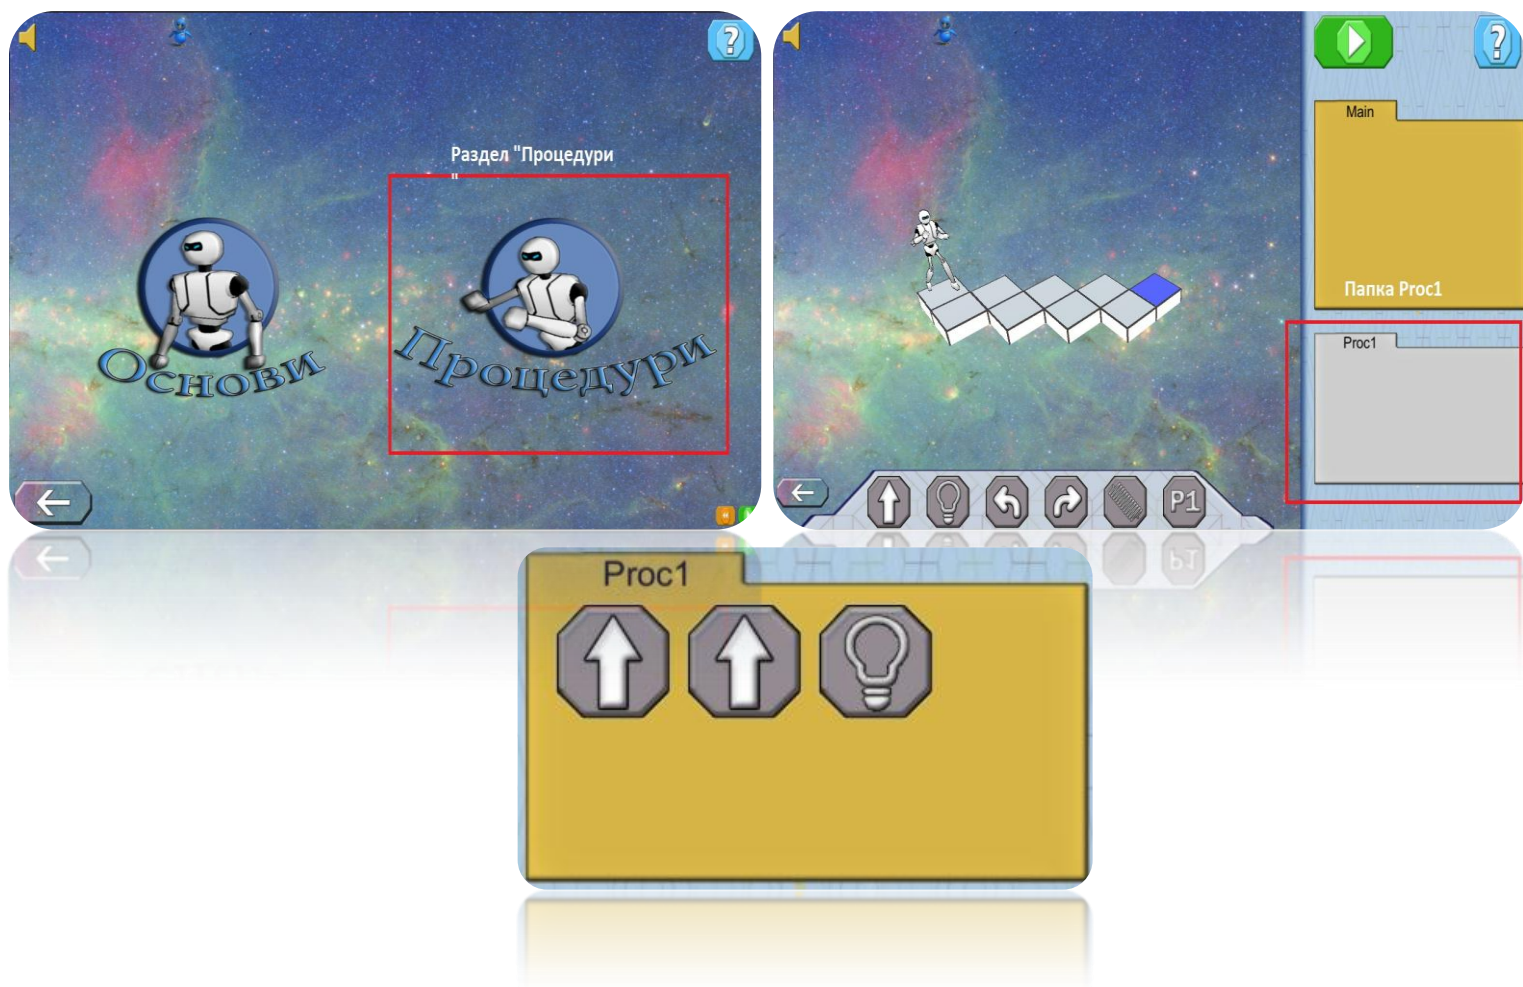 Раздел "Процедури
"
Основи
Процедури
?
?
Main
Папка Proc1
Proc1
P1
Proc1